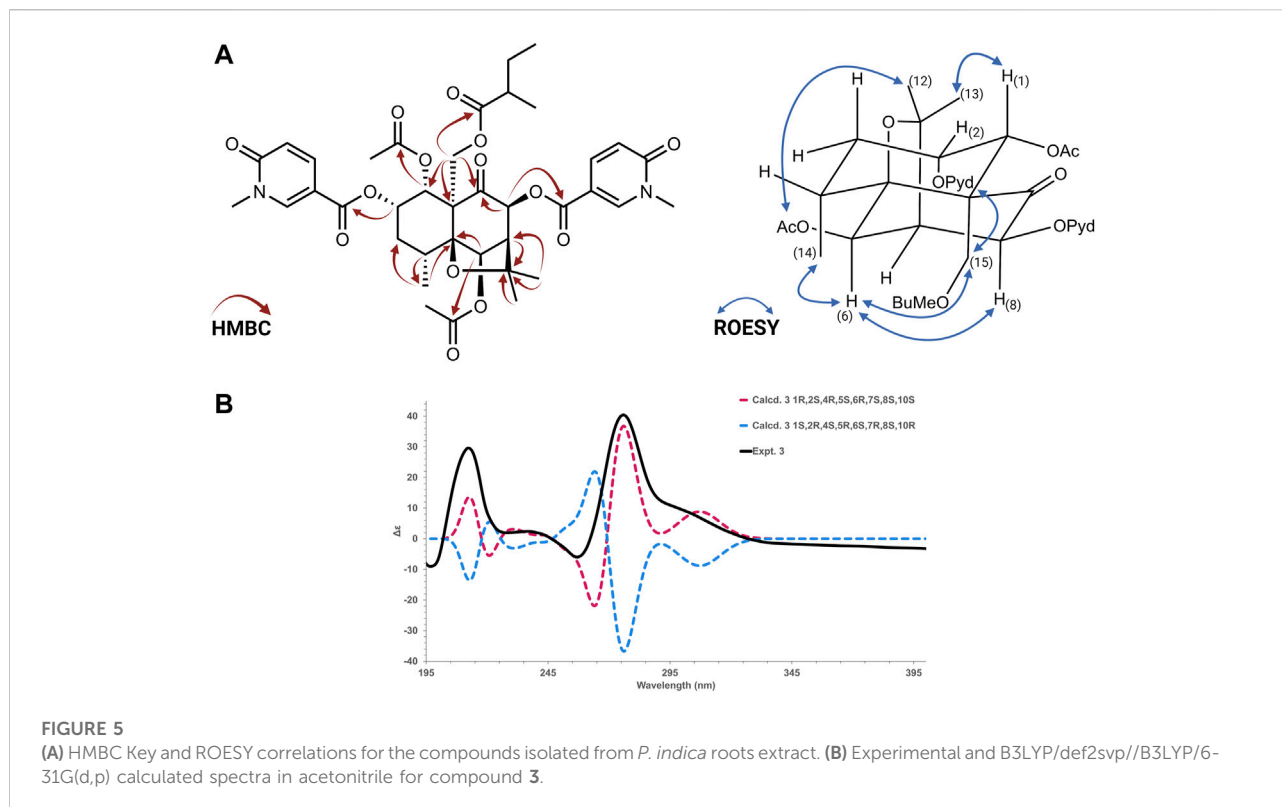 A
O
O
O
O
O
O
O
O
N
O
O
O
O
N
O
O
O
O
HMBC
H
(12)
(13)
H
(1)
O
H
(2)
OAc
H
H
OPyd
O
AcO
OPyd
(14)
H
(15)
H
(6)
BuMeO
H
(8)
ROESY
B
Calcd. 3 1R,2S,4R,5S,6R,7S,8S,10S
Calcd. 3 1S,2R,4S,5R,6S,7R,8S,10R
Expt. 3
40
30
20
10
0
-10
-20
-30
-40
Δε
195
245
295
345
395
Wavelength (nm)
FIGURE 5
(A) HMBC Key and ROESY correlations for the compounds isolated from P. indica roots extract. (B) Experimental and B3LYP/def2svp//B3LYP/6-
31G(d,p) calculated spectra in acetonitrile for compound 3.